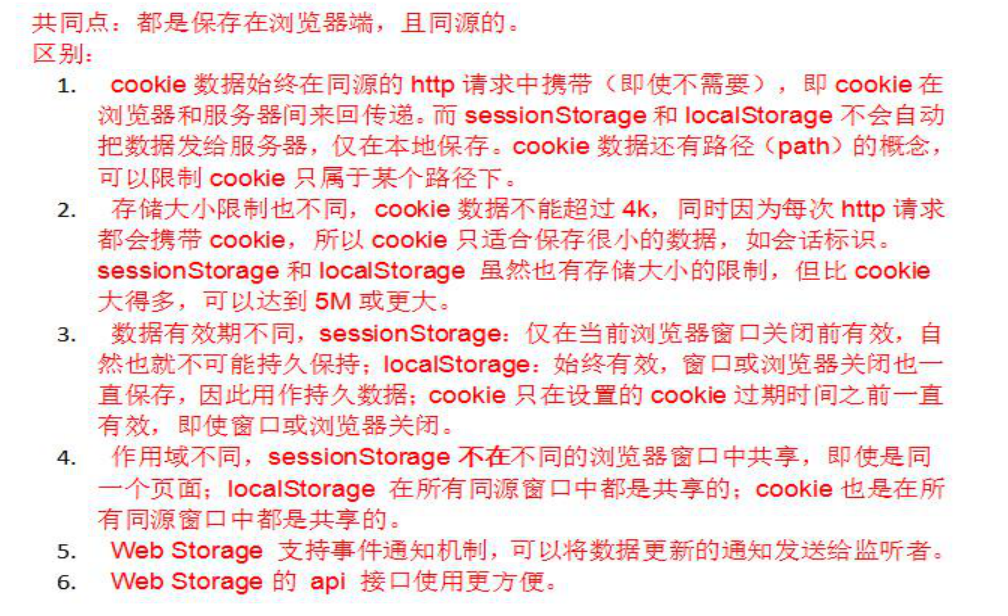 共同点：都是保存在浏览器端，且同源的。
区别：
1. cookie 数据始终在同源的 http 请求中携带（即使不需要），即 cookie 在
浏览器和服务器间来回传递。而 sessionStorage 和 localStorage 不会自动
把数据发给服务器，仅在本地保存。cookie 数据还有路径（path）的概念，
可以限制 cookie 只属于某个路径下。
2. 存储大小限制也不同，cookie 数据不能超过 4k，同时因为每次 http 请求
都会携带 cookie，所以 cookie 只适合保存很小的数据，如会话标识。
sessionStorage 和 localStorage 虽然也有存储大小的限制，但比 cookie
大得多，可以达到 5M 或更大。
3. 数据有效期不同，sessionStorage：仅在当前浏览器窗口关闭前有效，自
然也就不可能持久保持；localStorage：始终有效，窗口或浏览器关闭也一
直保存，因此用作持久数据；cookie 只在设置的 cookie 过期时间之前一直
有效，即使窗口或浏览器关闭。
4. 作用域不同，sessionStorage 不在不同的浏览器窗口中共享，即使是同
一个页面；localStorage 在所有同源窗口中都是共享的；cookie 也是在所
有同源窗口中都是共享的。
5. Web Storage 支持事件通知机制，可以将数据更新的通知发送给监听者。
6. Web Storage 的 api 接口使用更方便。